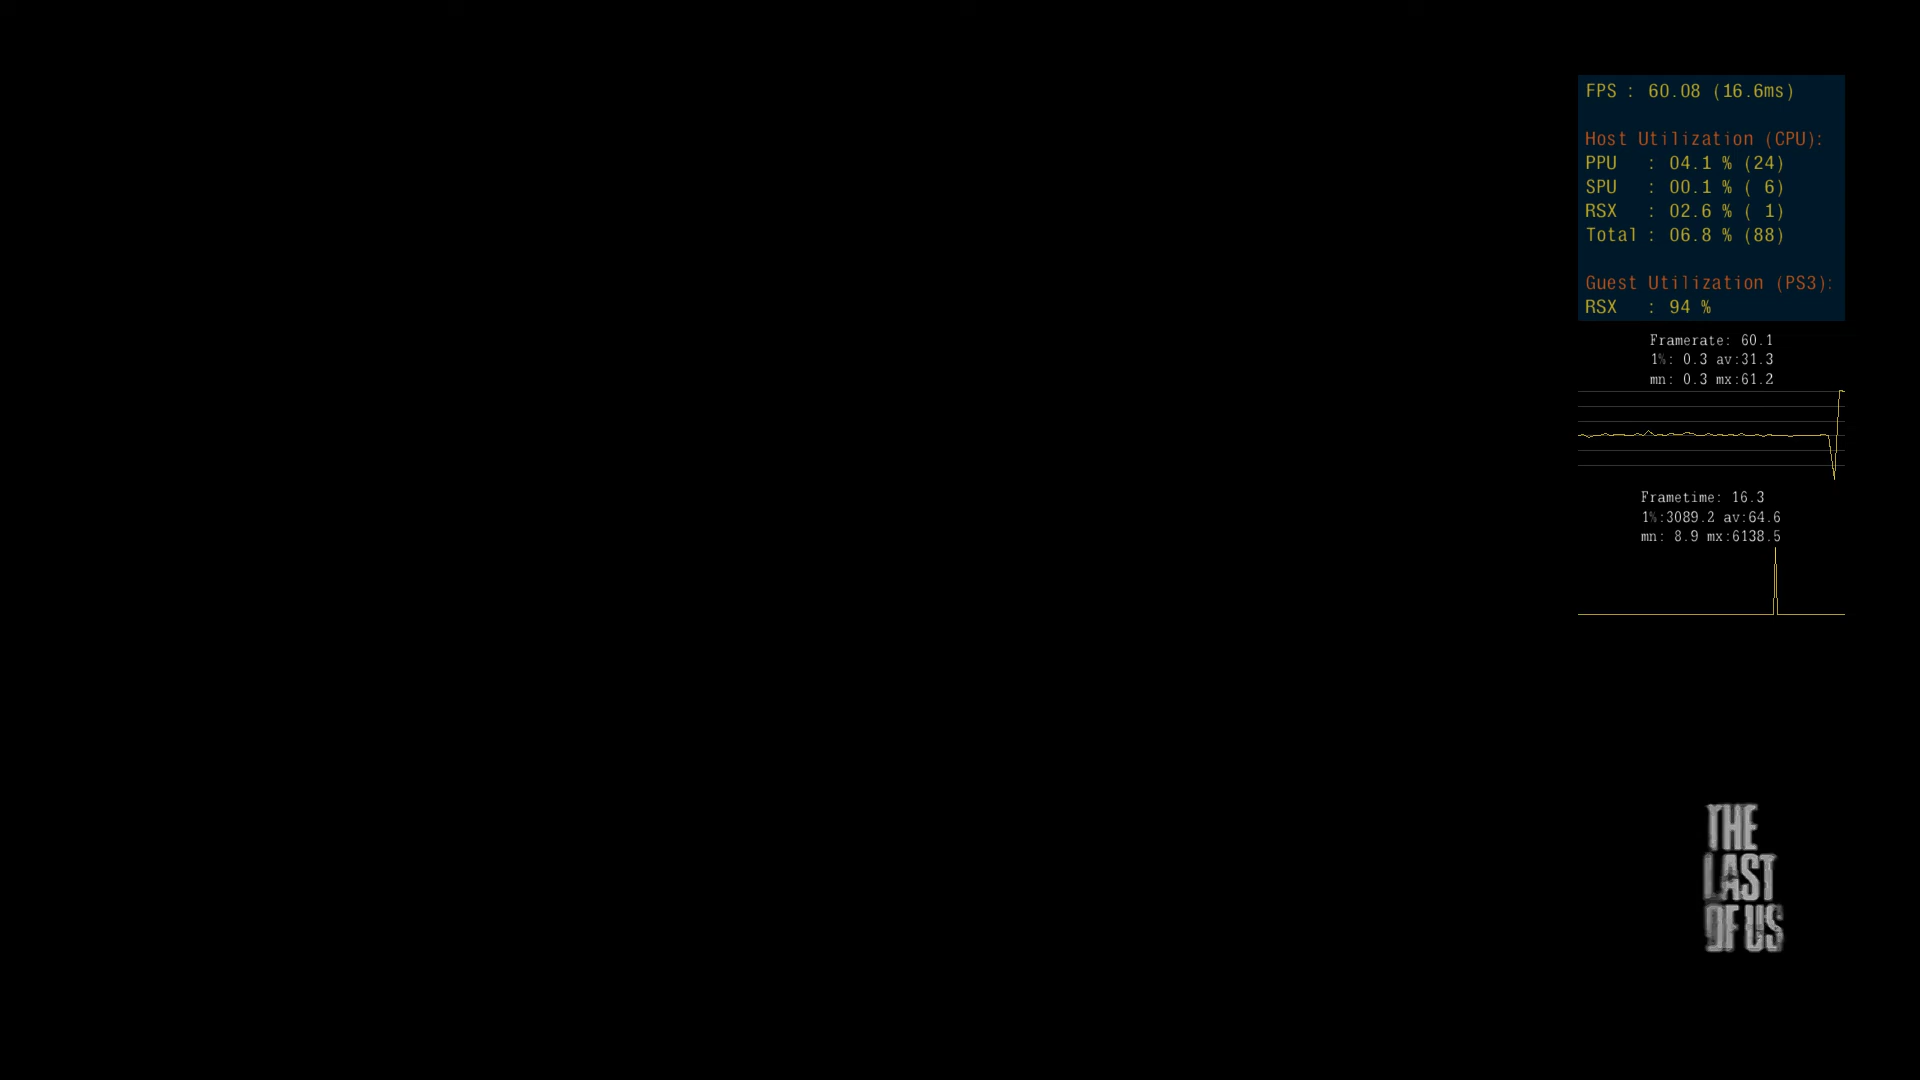 FPS : 60.08 (16.6ms)
Host Utilization (CPU):
PPU : 04.1 % (24)
SPU : 00.1 % ( 6)
RSX : 02.6 % ( 1)
Total : 06.8 % (88)
Guest Utilization (PS3):
RSX : 94 %
Framerate: 60.1
1%: 0.3 av:31.3
mn: 0.3 mx:61.2
Frametime: 16.3
1%:3089.2 av:64.6
mn: 8.9 mx:6138.5
THE
LAST
OF US